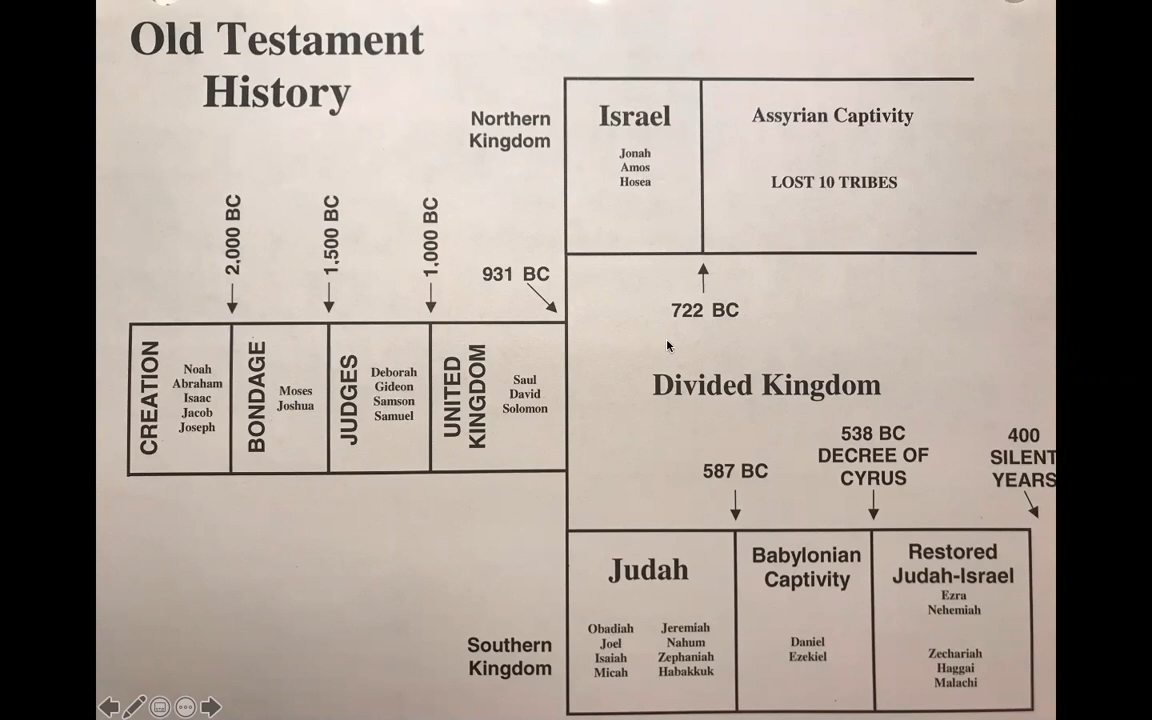 Old Testament
History
Northern
Kingdom
Israel
Jonah
Amos
Hosea
Assyrian Captivity
LOST 10 TRIBES
2,000 BC
1,500 BC
1,000 BC
931 BC
722 BC
CREATION
Noah
Abraham
Isaac
Jacob
Joseph
BONDAGE
Moses
Joshua
JUDGES
Deborah
Gideon
Samson
Samuel
UNITED
KINGDOM
Saul
David
Solomon
Divided Kingdom
587 BC
538 BC
DECREE OF
CYRUS
400
SILENT
YEARS
Southern
Kingdom
Judah
Obadiah
Joel
Isaiah
Micah
Jeremiah
Nahum
Zephaniah
Habakkuk
Babylonian
Captivity
Daniel
Ezekiel
Restored
Judah-Israel
Ezra
Nehemiah
Zechariah
Haggai
Malachi